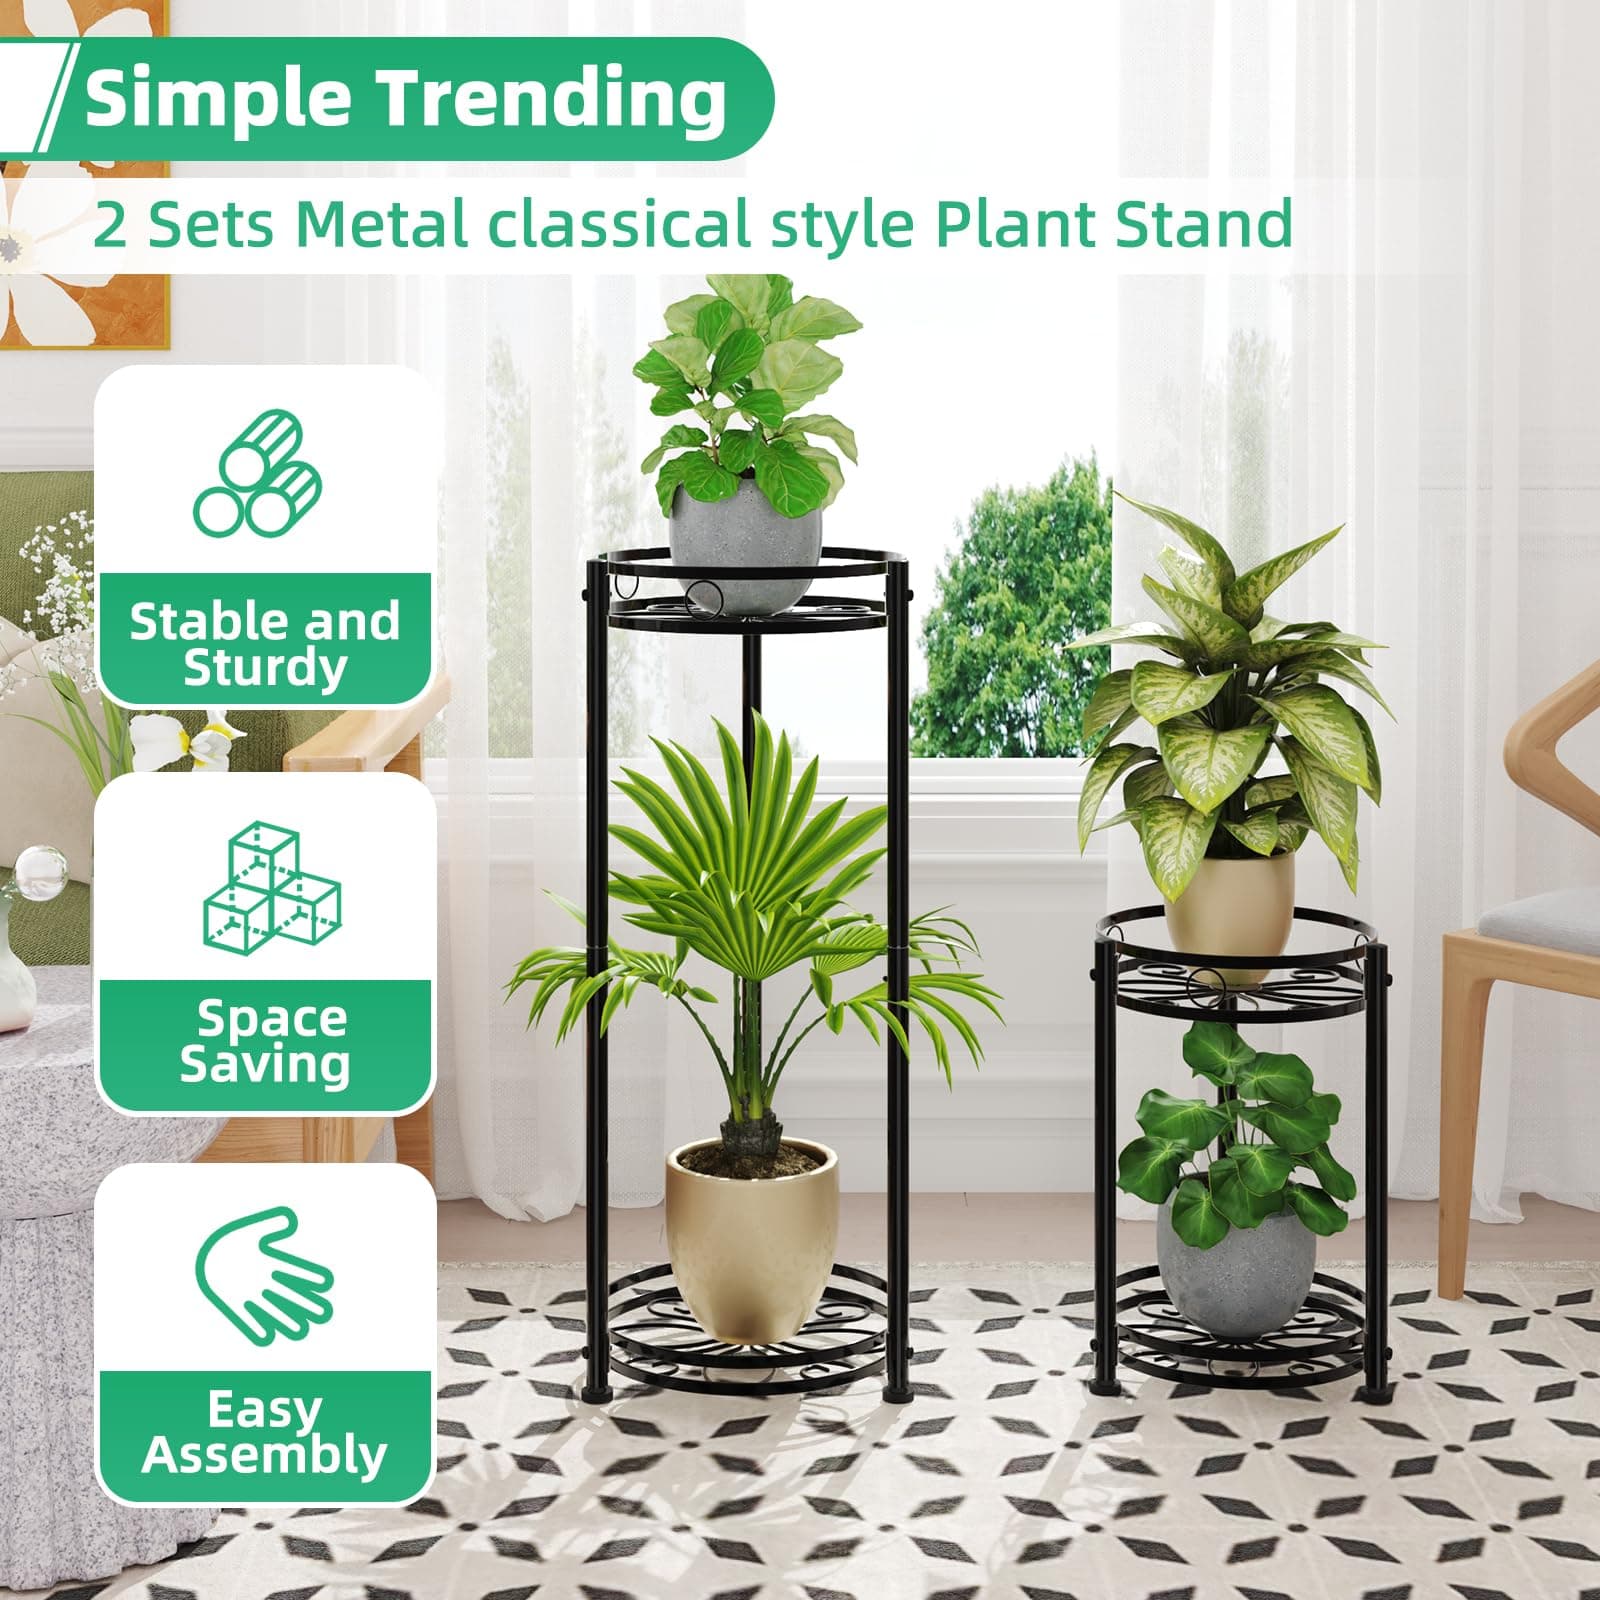 Simple Trending
2 Sets Metal classical style Plant Stand
Stable and
Sturdy
Space
Saving
Easy
Assembly